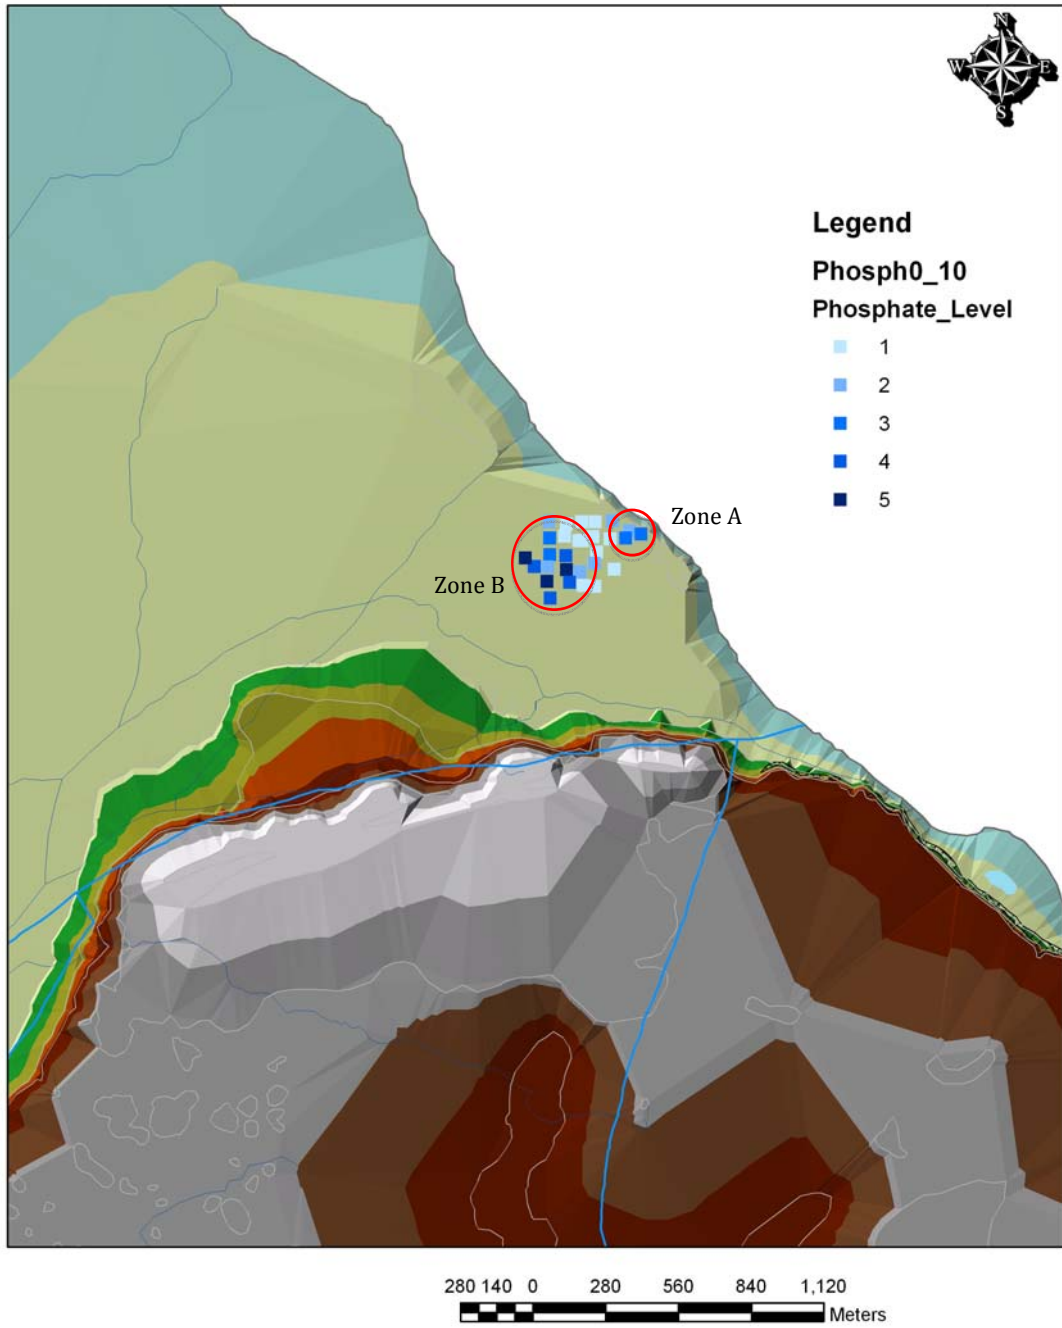 N
W E
S
Legend
Phosph0_10
Phosphate_Level
1
2
3
4
5
Zone A
Zone B
280 140 0 280 560 840 1,120
Meters